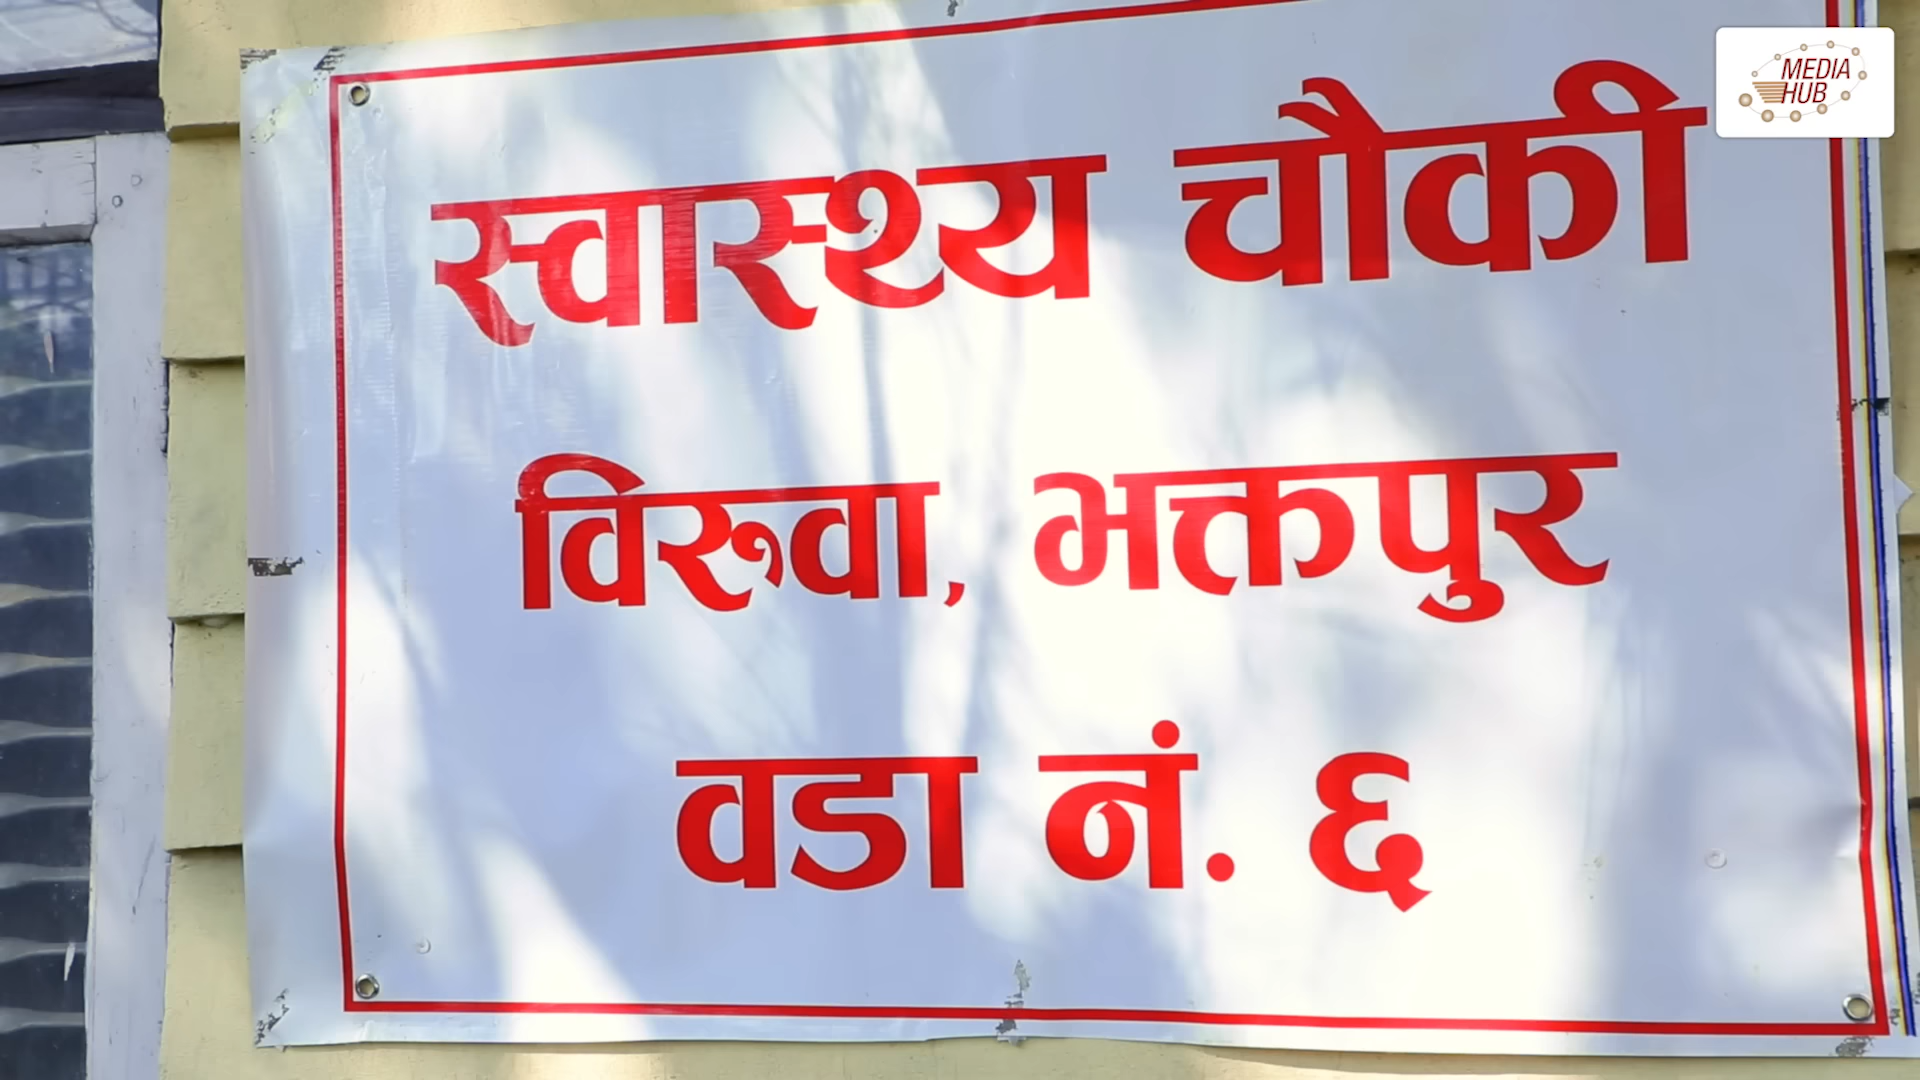 MEDIA
HUB
स्वास्थ्य चौकी
विरुवा, भक्तपुर
वडा नं. ६